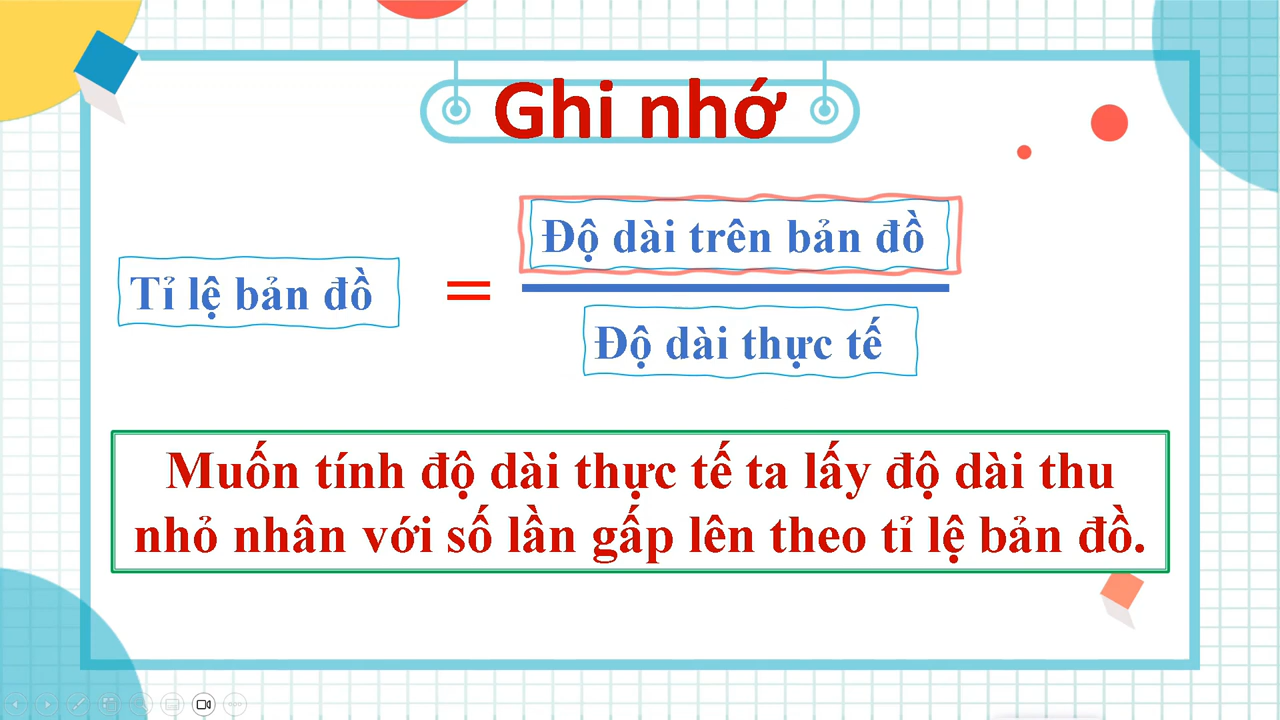 Ghi nhớ
Độ dài trên bản đồ
Tỉ lệ bản đồ =
Độ dài thực tế
Muốn tính độ dài thực tế ta lấy độ dài thu
nhỏ nhân với số lần gấp lên theo tỉ lệ bản đồ.